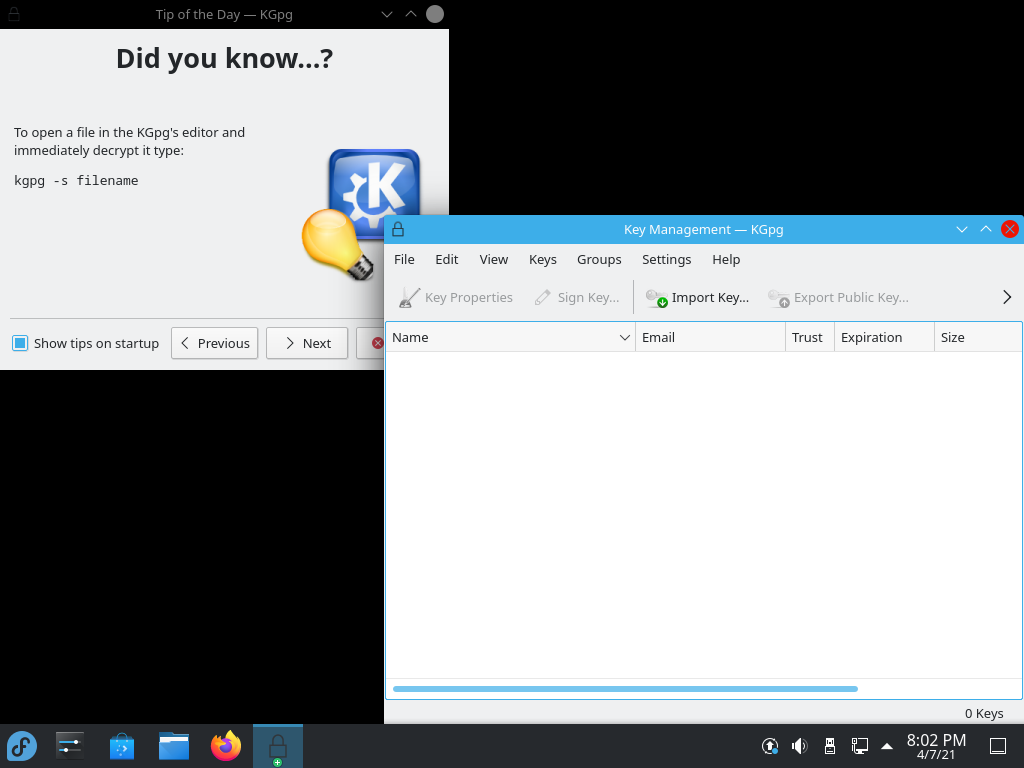 Tip of the Day — KGpg
Did you know...?
To open a file in the KGpg's editor and
immediately decrypt it type:
kgpg -s filename
Show tips on startup
Previous
Next
Key Management — KGpg
File Edit View Keys Groups Settings Help
Key Properties Sign Key... Import Key... Export Public Key...
Name Email Trust Expiration Size
0 Keys
8:02 PM
4/7/21